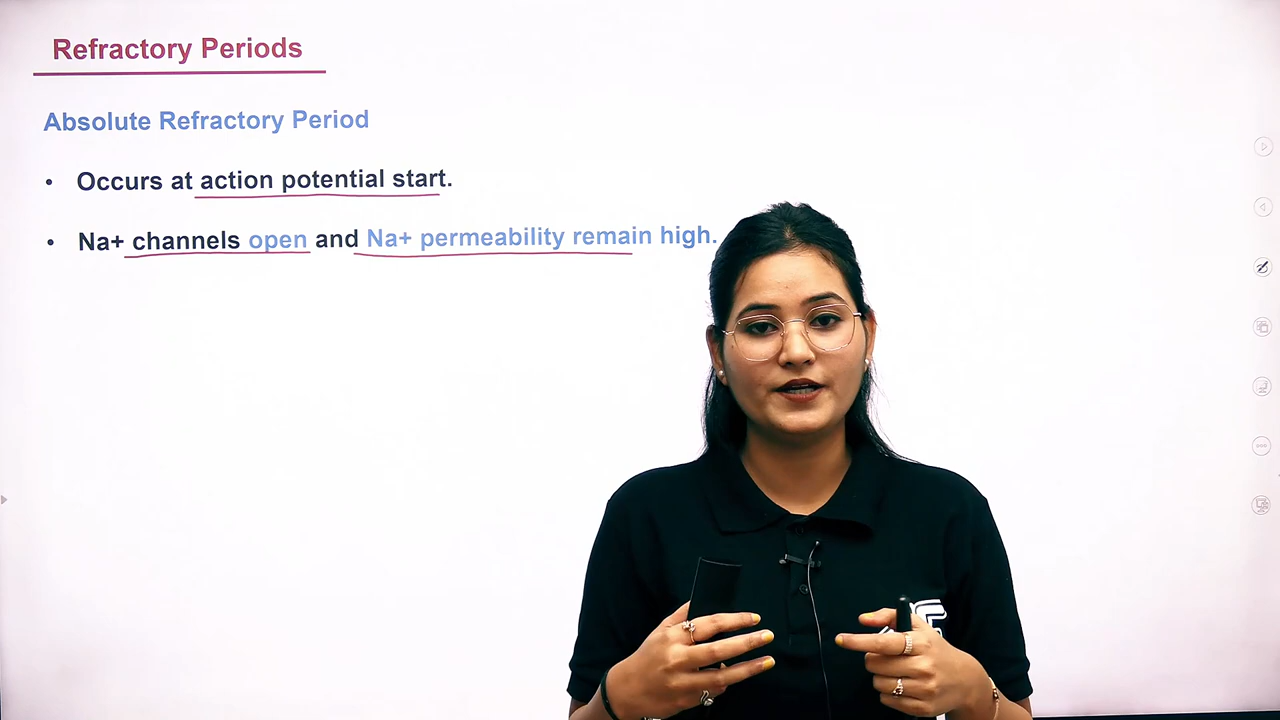 Refractory Periods
Absolute Refractory Period
• Occurs at action potential start.
• Na+ channels open and Na+ permeability remain high.